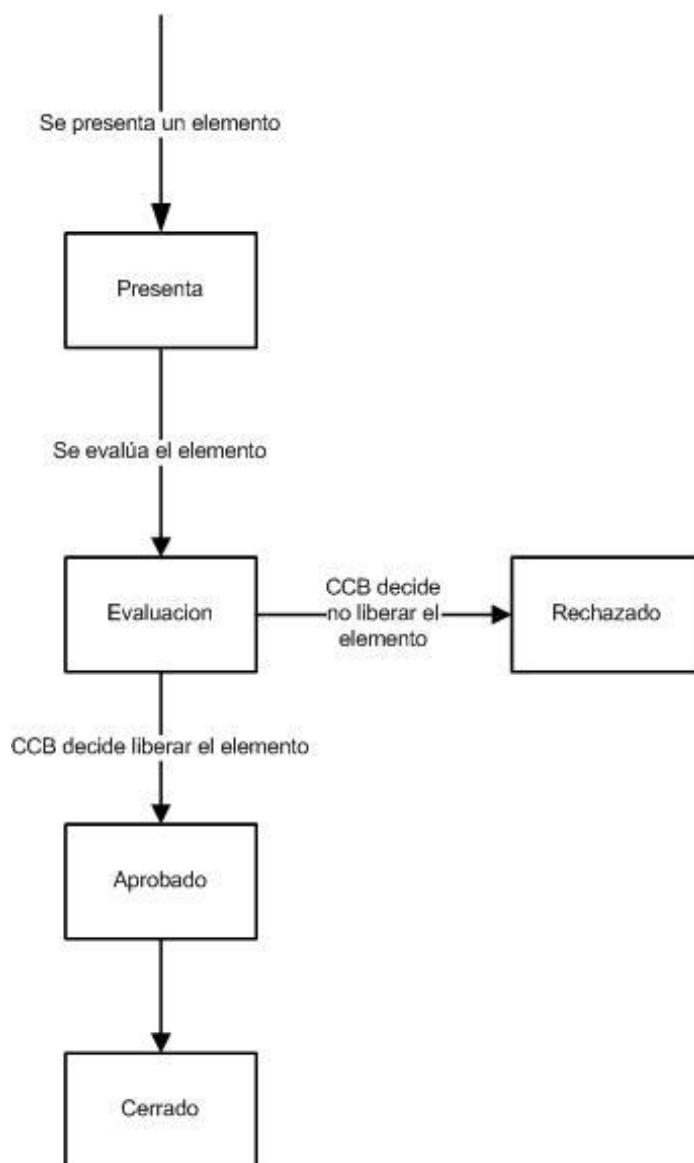 Se presenta un elemento
Presenta
Se evalúa el elemento
Evaluacion
CCB decide
no liberar el
elemento
Rechazado
CCB decide liberar el elemento
Aprobado
Cerrado